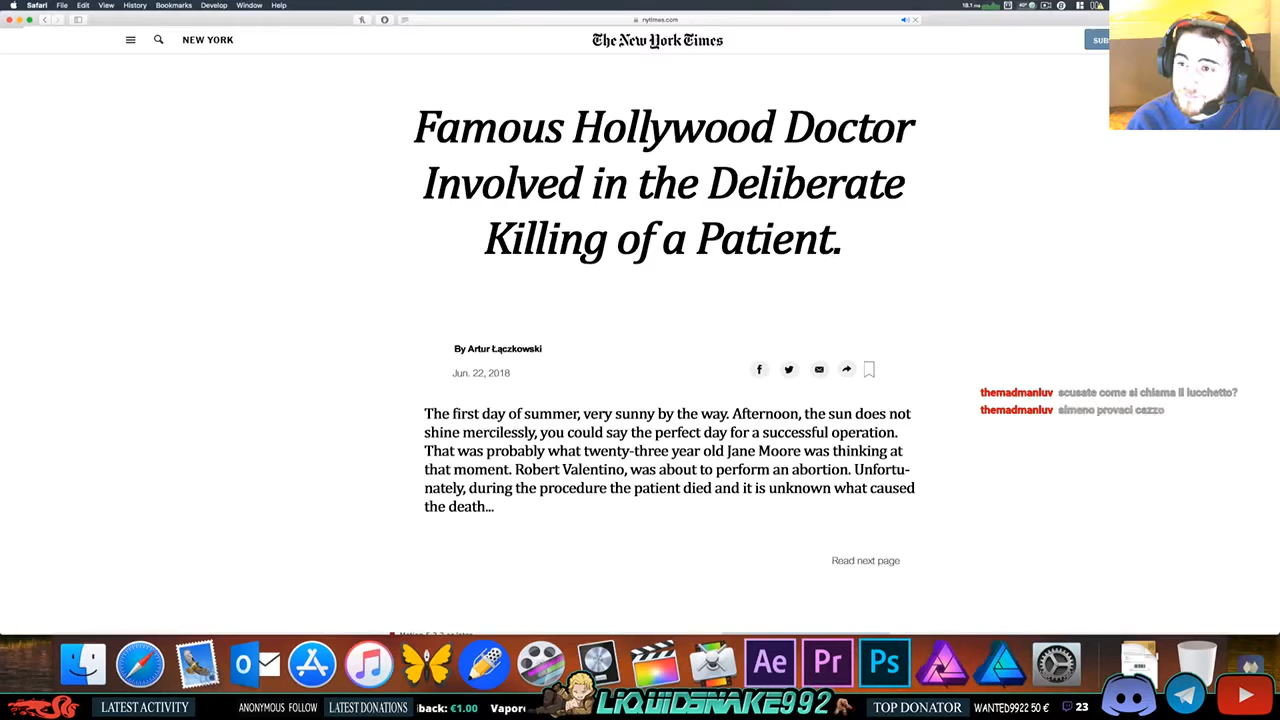 Safari File Edit View History Bookmarks Develop Window Help
nytimes.com
NEW YORK
The New York Times
SUB
Famous Hollywood Doctor
Involved in the Deliberate
Killing of a Patient.
By Artur Łączkowski
Jun. 22, 2018
The first day of summer, very sunny by the way. Afternoon, the sun does not
shine mercilessly, you could say the perfect day for a successful operation.
That was probably what twenty-three year old Jane Moore was thinking at
that moment. Robert Valentino, was about to perform an abortion. Unfortu-
nately, during the procedure the patient died and it is unknown what caused
the death...
Read next page
themadmanluv scusate come si chiama il lucchetto?
themadmanluv simeno provaci cazzo
Ae Pr Ps
LATEST ACTIVITY
ANONYMOUS FOLLOW
LATEST DONATIONS
back: €1.00 Vapor
LIQUIDSNAKE992
TOP DONATOR
WANTED9922 50 €
23